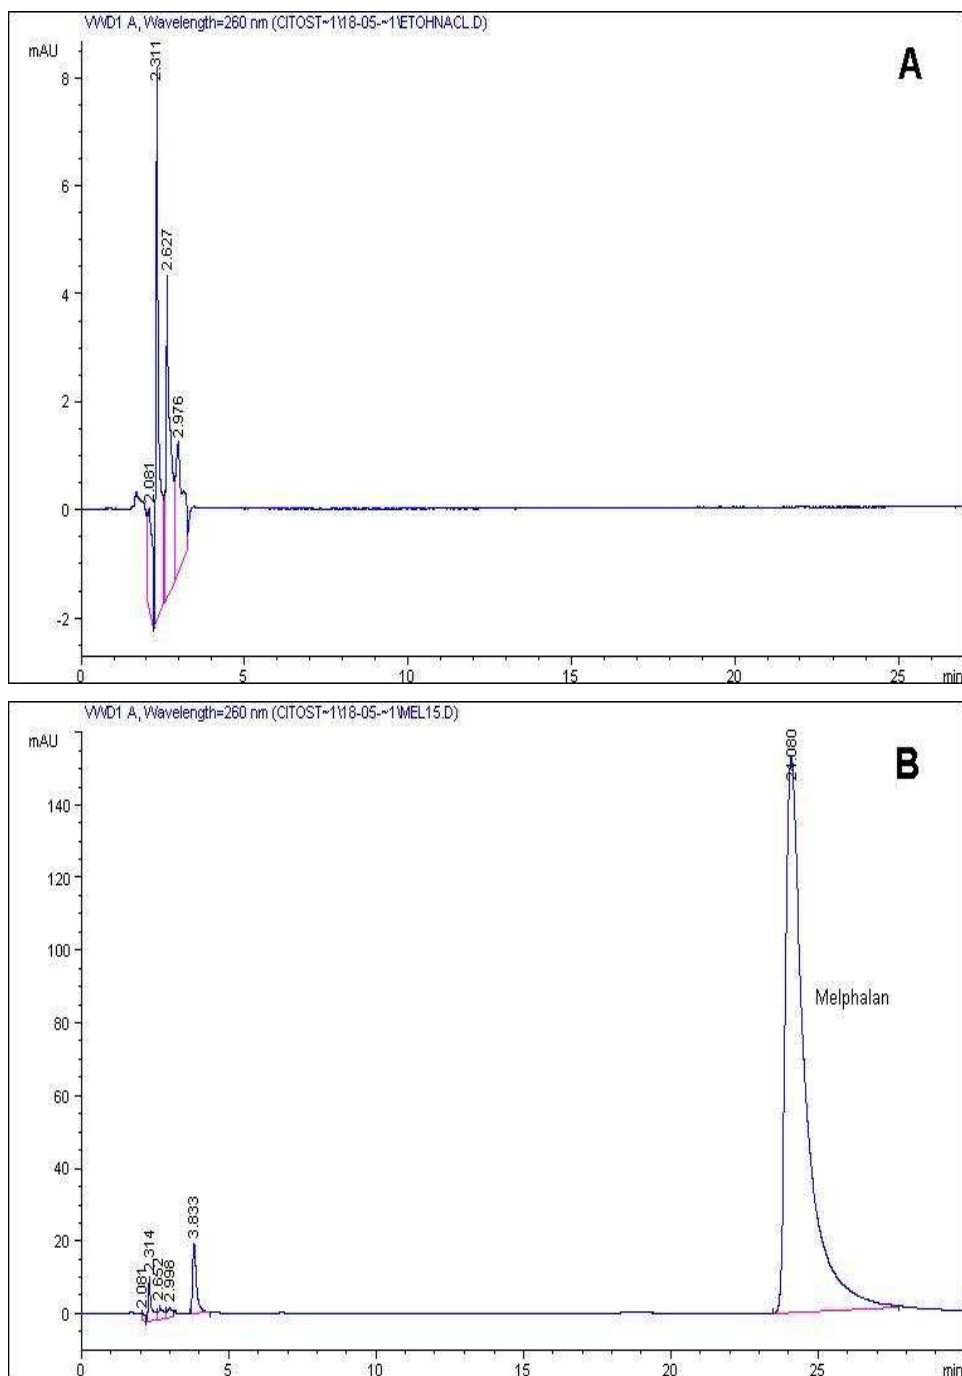 VWD1 A, Wavelength=260 nm (CITOST~1\18-05-~1\ETOHNACL.D)
mAU
A
2.311
8
6
2.627
4
2.976
2
2.081
0
-2
0 5 10 15 20 25 min
VWD1 A, Wavelength=260 nm (CITOST~1\18-05-~1\MEL15.D)
mAU
B
24.080
140
120
100
Melphalan
80
60
40
3.833
20
2.081
2.314
2.652
2.998
0
0 5 10 15 20 25 min